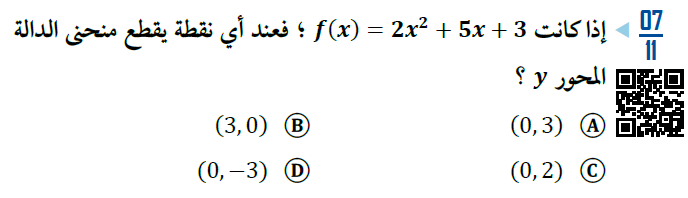 07/11 ◄ إذا كانت f(x) = 2x² + 5x + 3 ؛ فعند أي نقطة يقطع منحنى الدالة
المحور y ؟
Ⓐ (0, 3) Ⓑ (3, 0)
Ⓒ (0, 2) Ⓓ (0, −3)